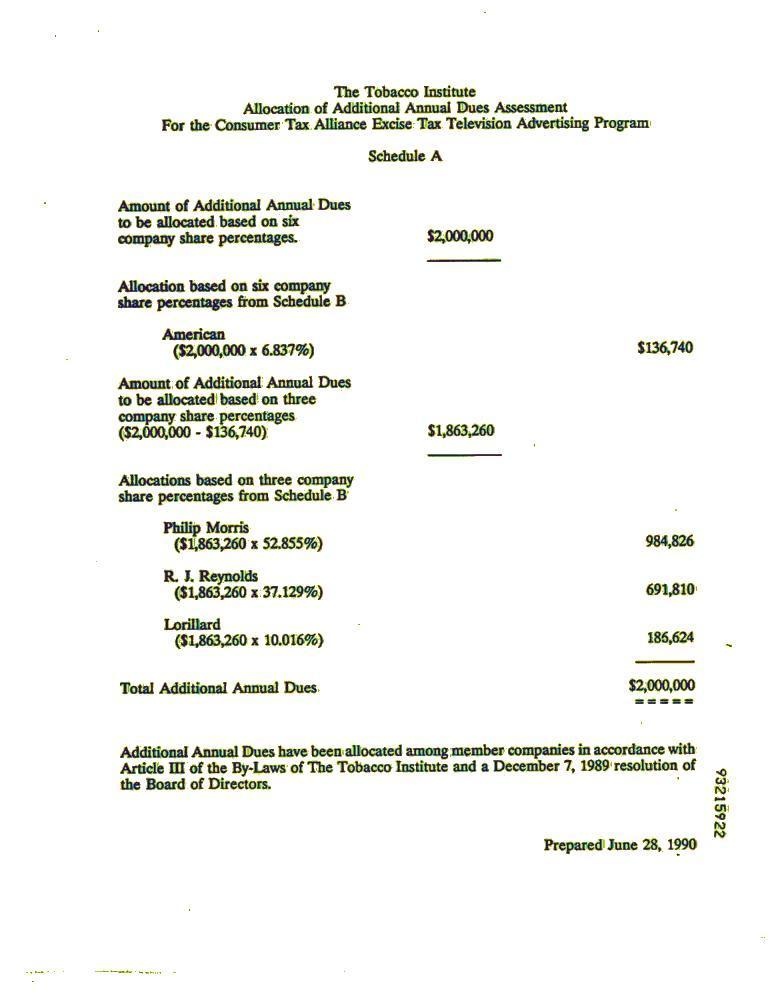 The Tobacco Institute
Allocation of Additional Annual Dues Assessment
For the Consumer Tax Alliance Excise Tax Television Advertising Program
Schedule A
Amount of Additional Annual Dues
to be allocated based on six
company share percentages. $2,000,000
Allocation based on six company
share percentages from Schedule B
American
($2,000,000 x 6.837%) $136,740
Amount of Additional Annual Dues
to be allocated based on three
company share percentages
($2,000,000 - $136,740) $1,863,260
Allocations based on three company
share percentages from Schedule B
Philip Morris
($1,863,260 x 52.855%) 984,826
R. J. Reynolds
($1,863,260 x 37.129%) 691,810
Lorillard
($1,863,260 x 10.016%) 186,624
Total Additional Annual Dues $2,000,000
=====
Additional Annual Dues have been allocated among member companies in accordance with
Article III of the By-Laws of The Tobacco Institute and a December 7, 1989 resolution of
the Board of Directors.
93215922
Prepared June 28, 1990